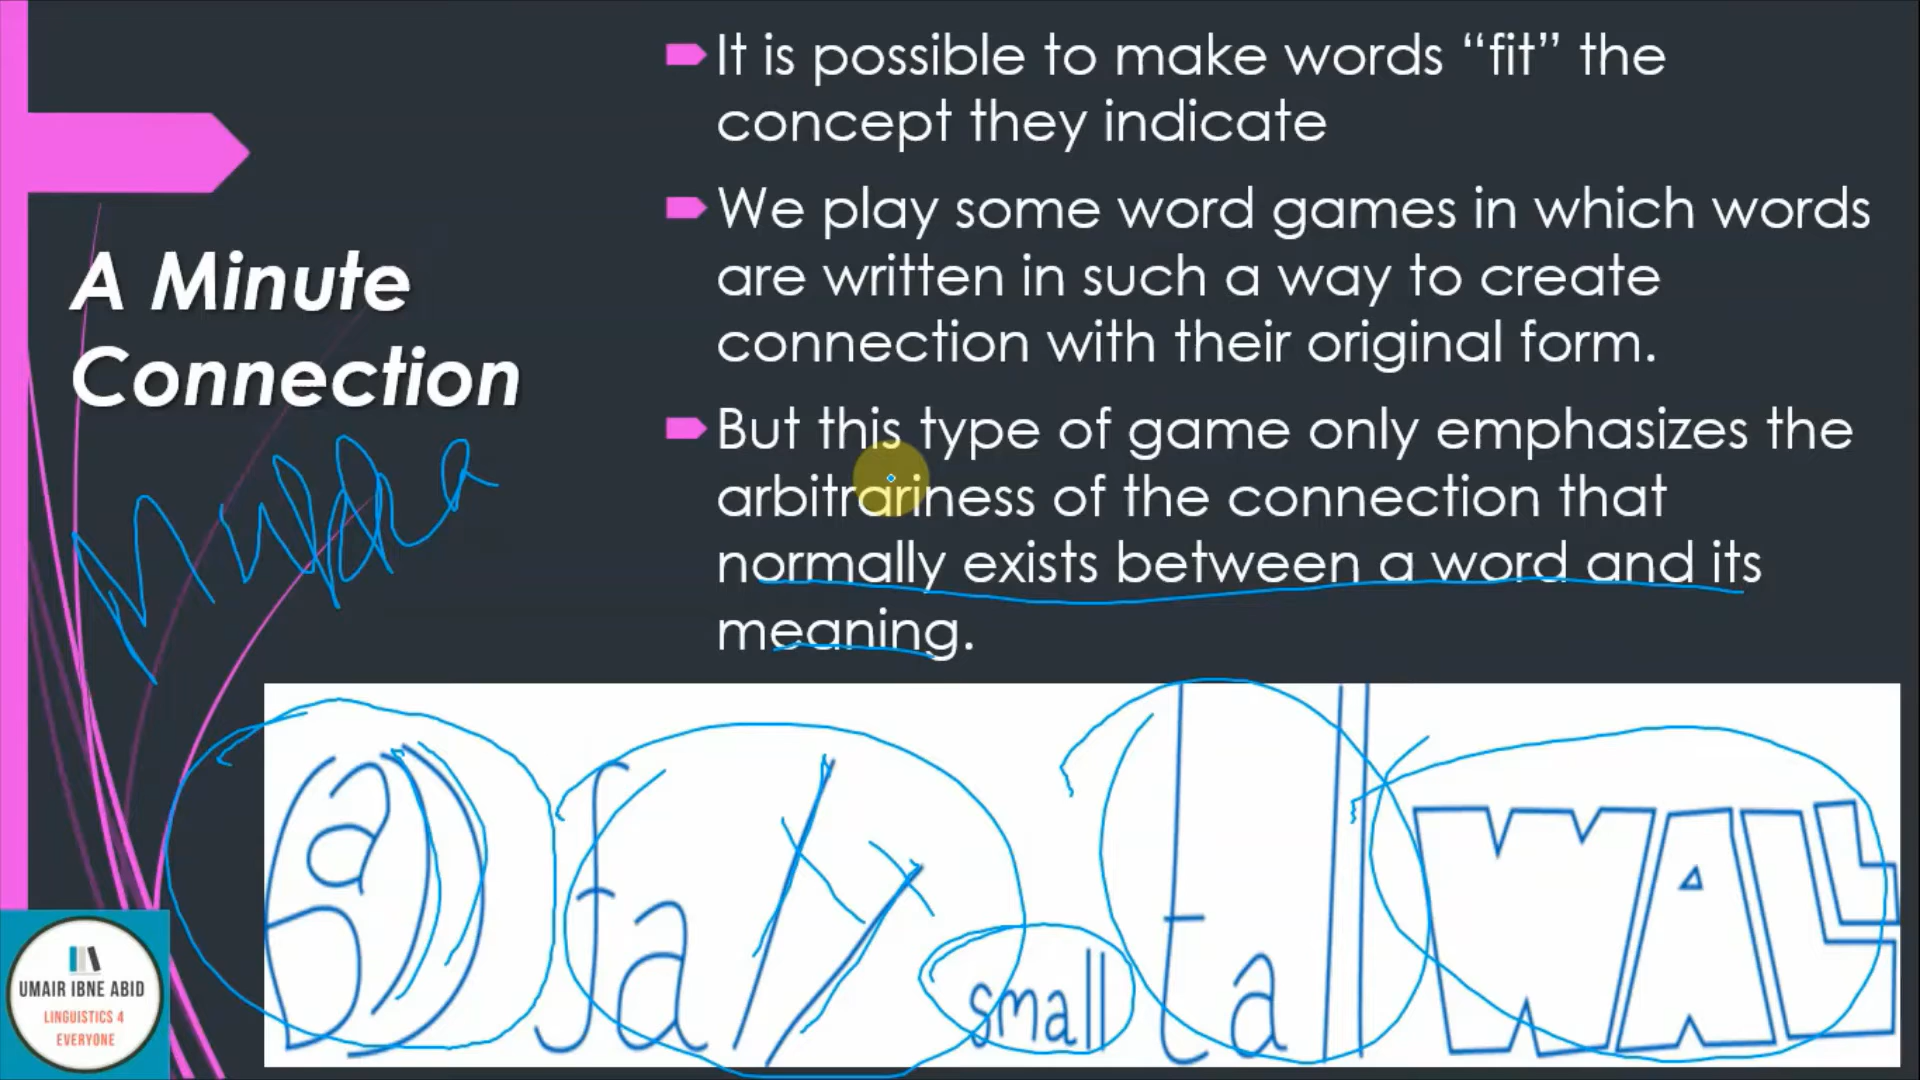 It is possible to make words “fit” the
concept they indicate
We play some word games in which words
are written in such a way to create
connection with their original form.
But this type of game only emphasizes the
arbitrariness of the connection that
normally exists between a word and its
meaning.
A Minute
Connection
ball fall small tall WALL
UMAIR IBNE ABID
LINGUISTICS 4
EVERYONE